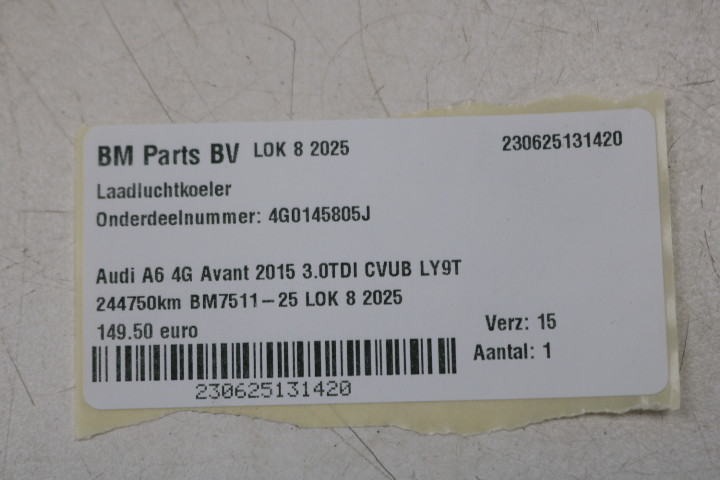 BM Parts BV LOK 8 2025 230625131420
Laadluchtkoeler
Onderdeelnummer: 4G0145805J
Audi A6 4G Avant 2015 3.0TDI CVUB LY9T
244750km BM7511-25 LOK 8 2025
149.50 euro
Verz: 15
Aantal: 1
230625131420